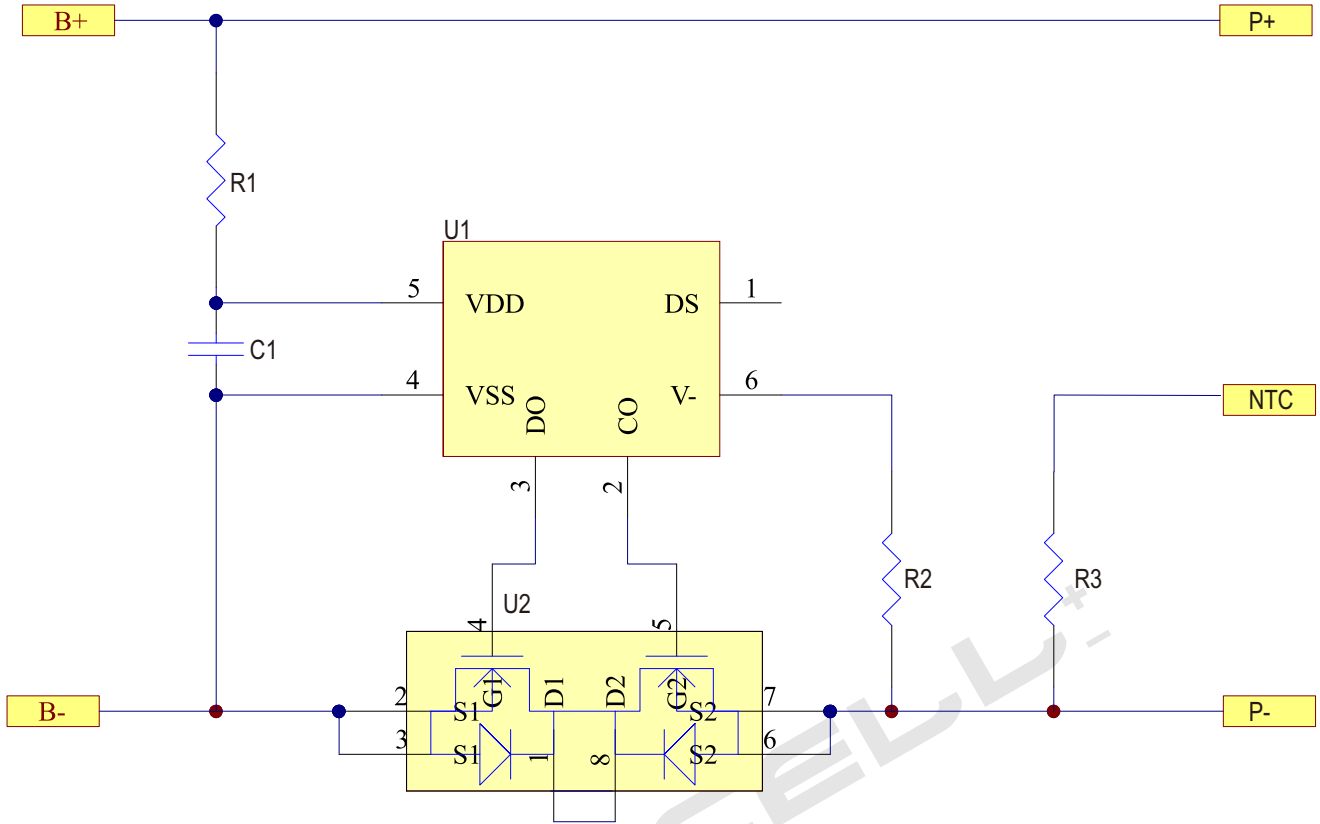 B+
P+
R1
U1
5 VDD DS 1
C1
4 VSS V- 6
DO CO
NTC
3 2
R2 R3
U2
4 5
G1 D1 D2 G2
2 S1 S2 7
B- P-
3 S1 S2 6
1 8
CELL+-